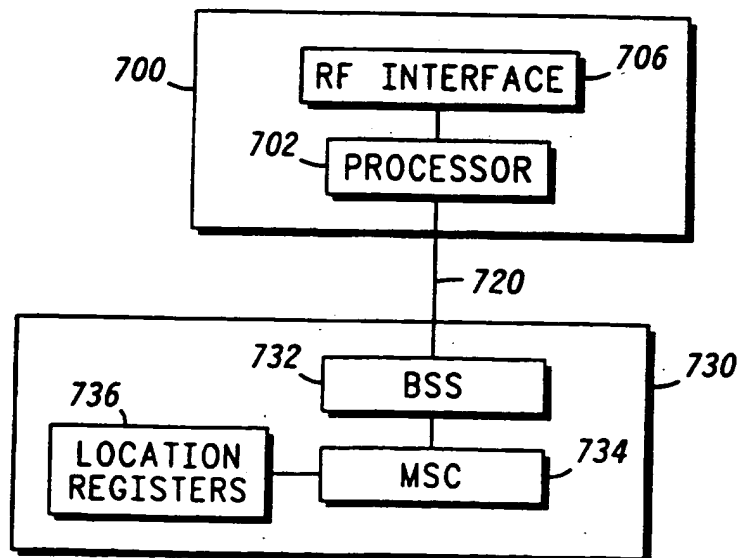 700
RF INTERFACE
706
702
PROCESSOR
720
732
BSS
730
736
LOCATION
REGISTERS
MSC
734